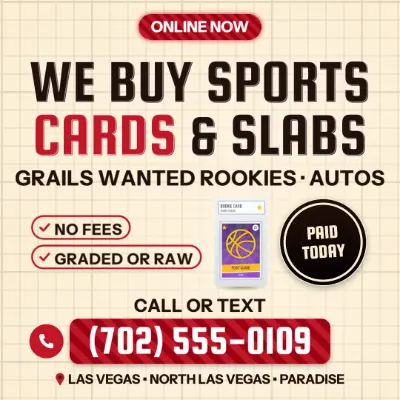 ONLINE NOW
WE BUY SPORTS
CARDS & SLABS
GRAILS WANTED ROOKIES · AUTOS
NO FEES
GRADED OR RAW
PAID
TODAY
CALL OR TEXT
(702) 555-0109
LAS VEGAS • NORTH LAS VEGAS • PARADISE